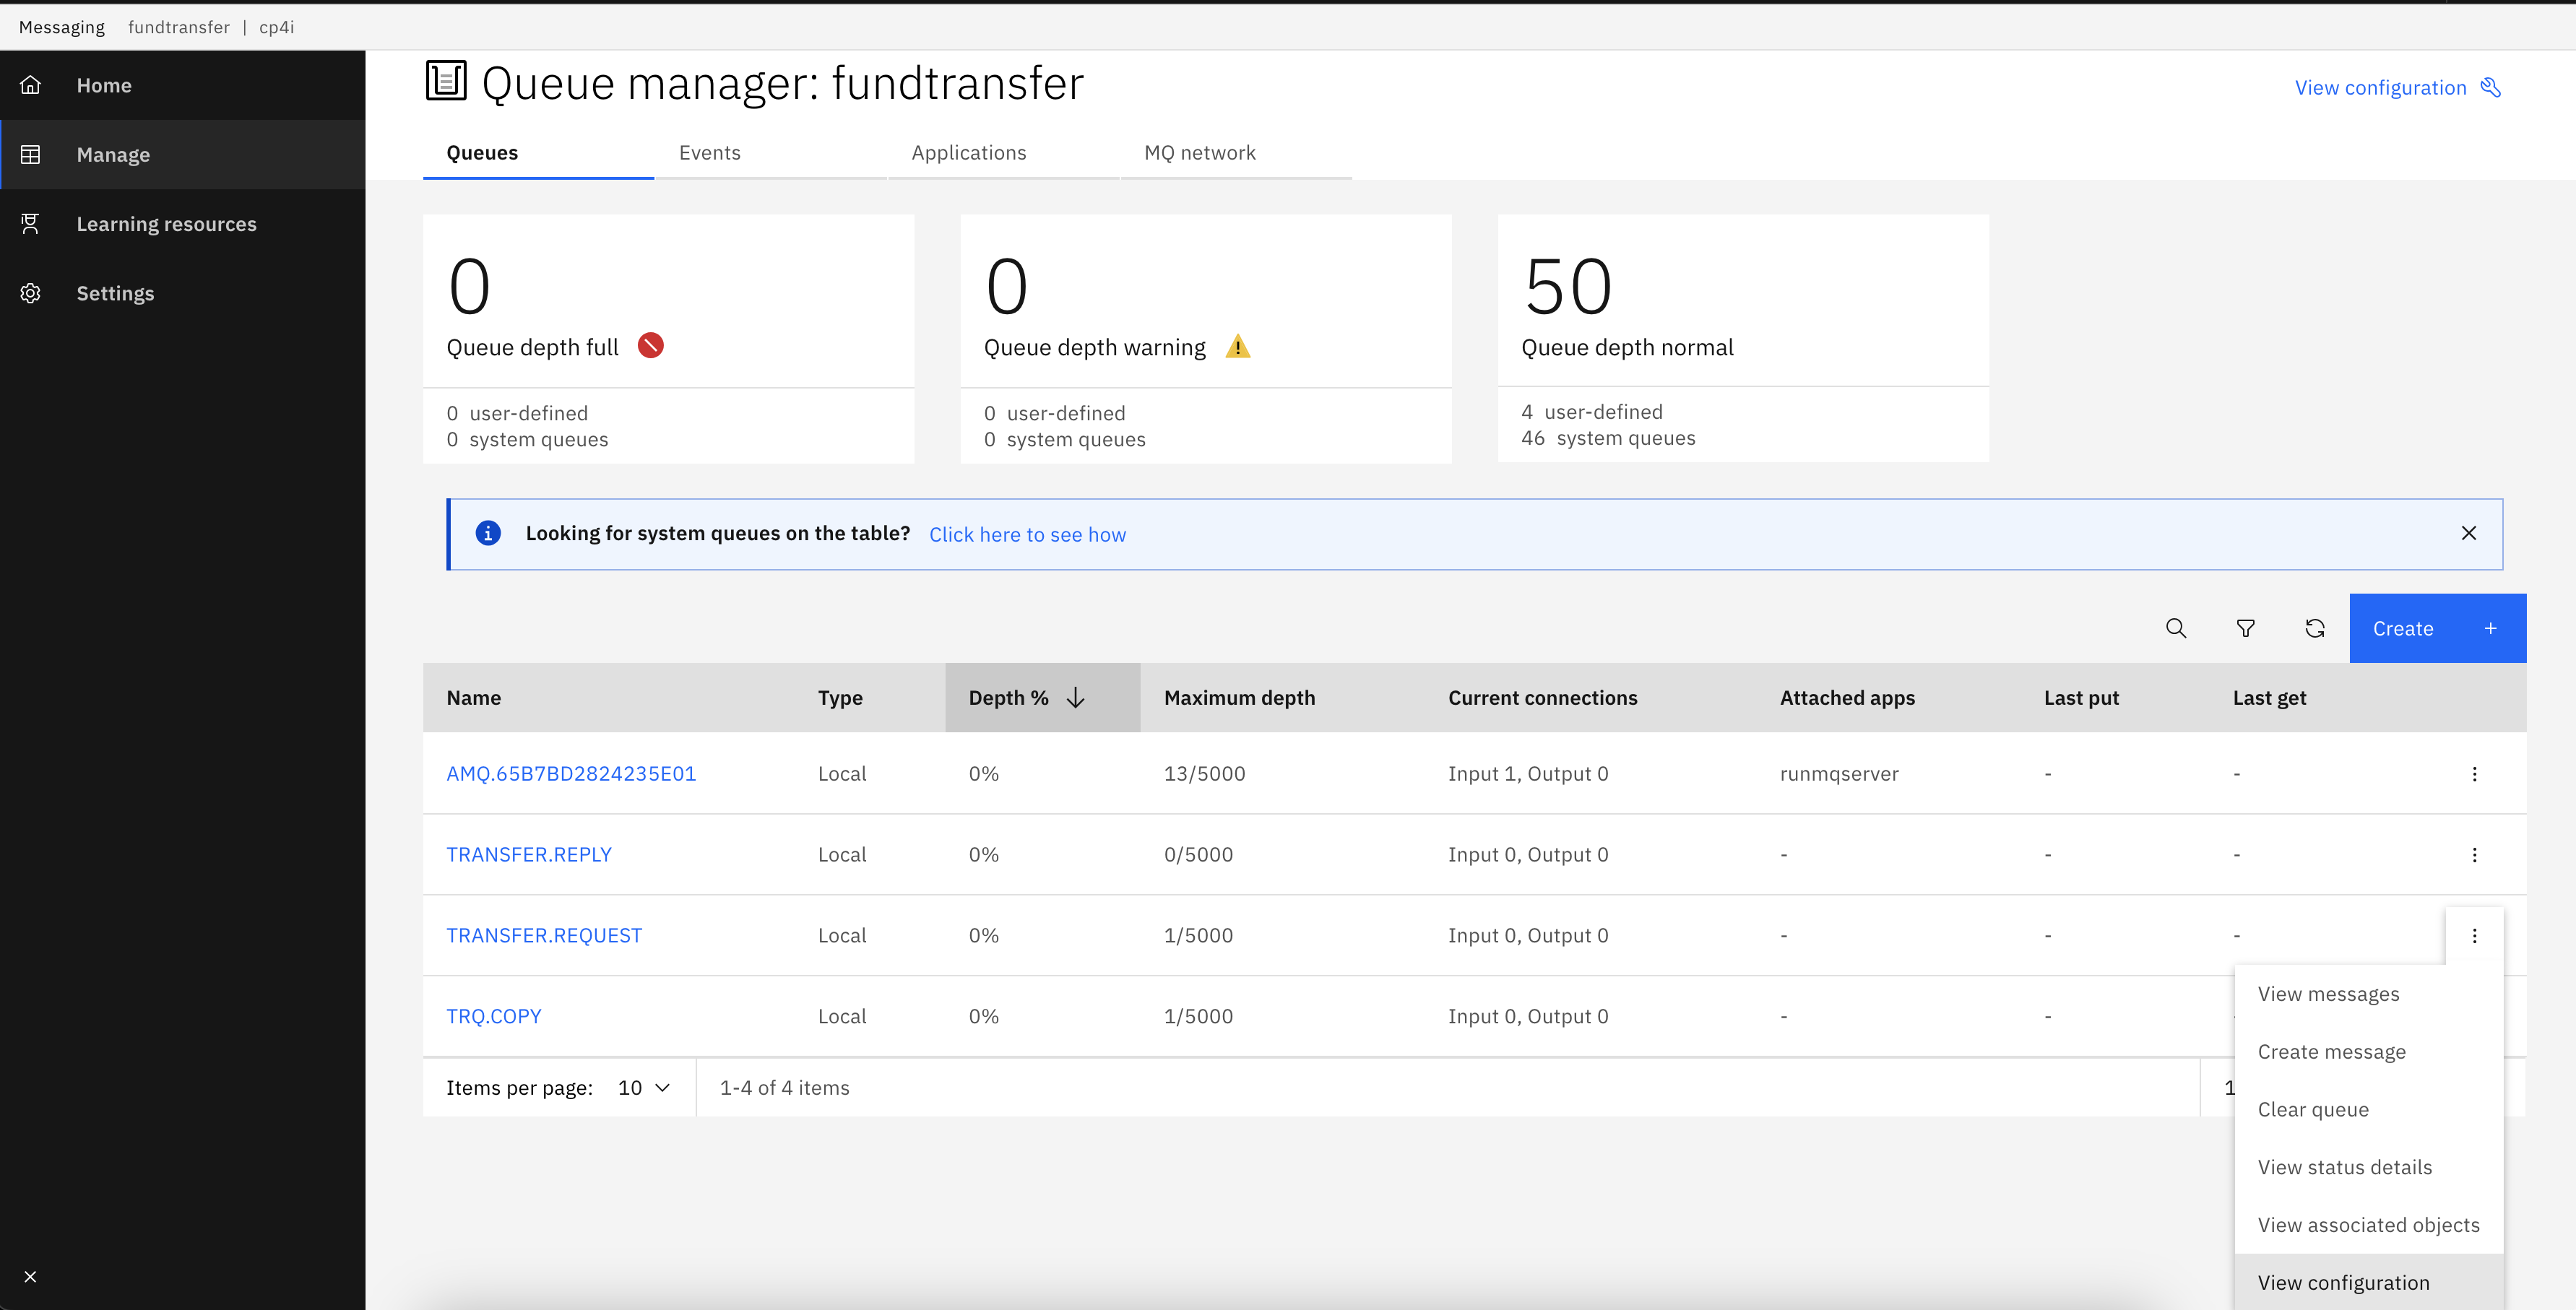 Messaging fundtransfer | cp4i
Home
Manage
Learning resources
Settings
Queue manager: fundtransfer
View configuration
Queues Events Applications MQ network
0
Queue depth full
0 user-defined
0 system queues
0
Queue depth warning
0 user-defined
0 system queues
50
Queue depth normal
4 user-defined
46 system queues
Looking for system queues on the table? Click here to see how
Create +
Name Type Depth % Maximum depth Current connections Attached apps Last put Last get
AMQ.65B7BD2824235E01 Local 0% 13/5000 Input 1, Output 0 runmqserver - -
TRANSFER.REPLY Local 0% 0/5000 Input 0, Output 0 - - -
TRANSFER.REQUEST Local 0% 1/5000 Input 0, Output 0 - - -
TRQ.COPY Local 0% 1/5000 Input 0, Output 0 - - -
Items per page: 10 1-4 of 4 items 1
View messages
Create message
Clear queue
View status details
View associated objects
View configuration